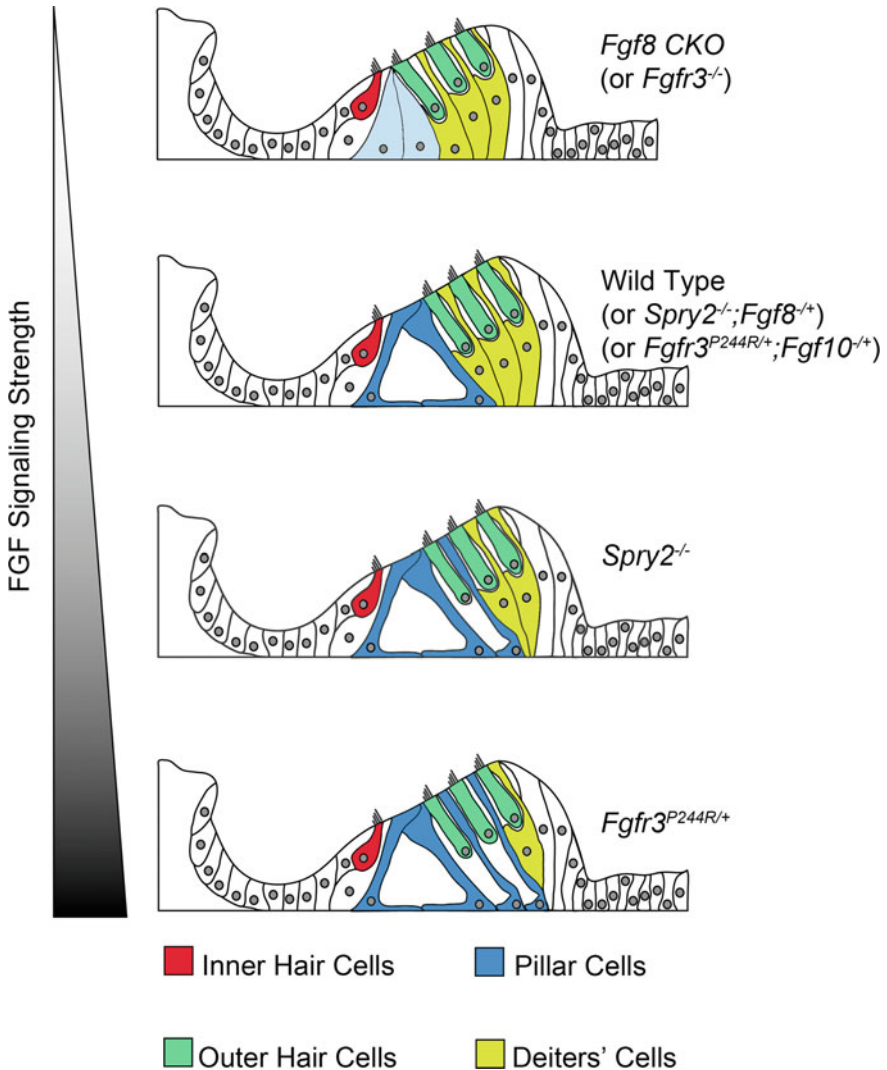 Fgf8 CKO
(or Fgfr3-/-)
Wild Type
(or Spry2-/-;Fgf8-/+)
(or Fgfr3P244R/+;Fgf10-/+)
FGF Signaling Strength
Spry2-/-
Fgfr3P244R/+
Inner Hair Cells
Pillar Cells
Outer Hair Cells
Deiters' Cells